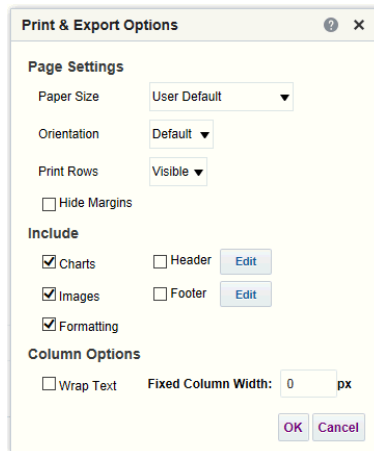 Print & Export Options
Page Settings
Paper Size User Default
Orientation Default
Print Rows Visible
Hide Margins
Include
Charts Header Edit
Images Footer Edit
Formatting
Column Options
Wrap Text Fixed Column Width: 0 px
OK Cancel